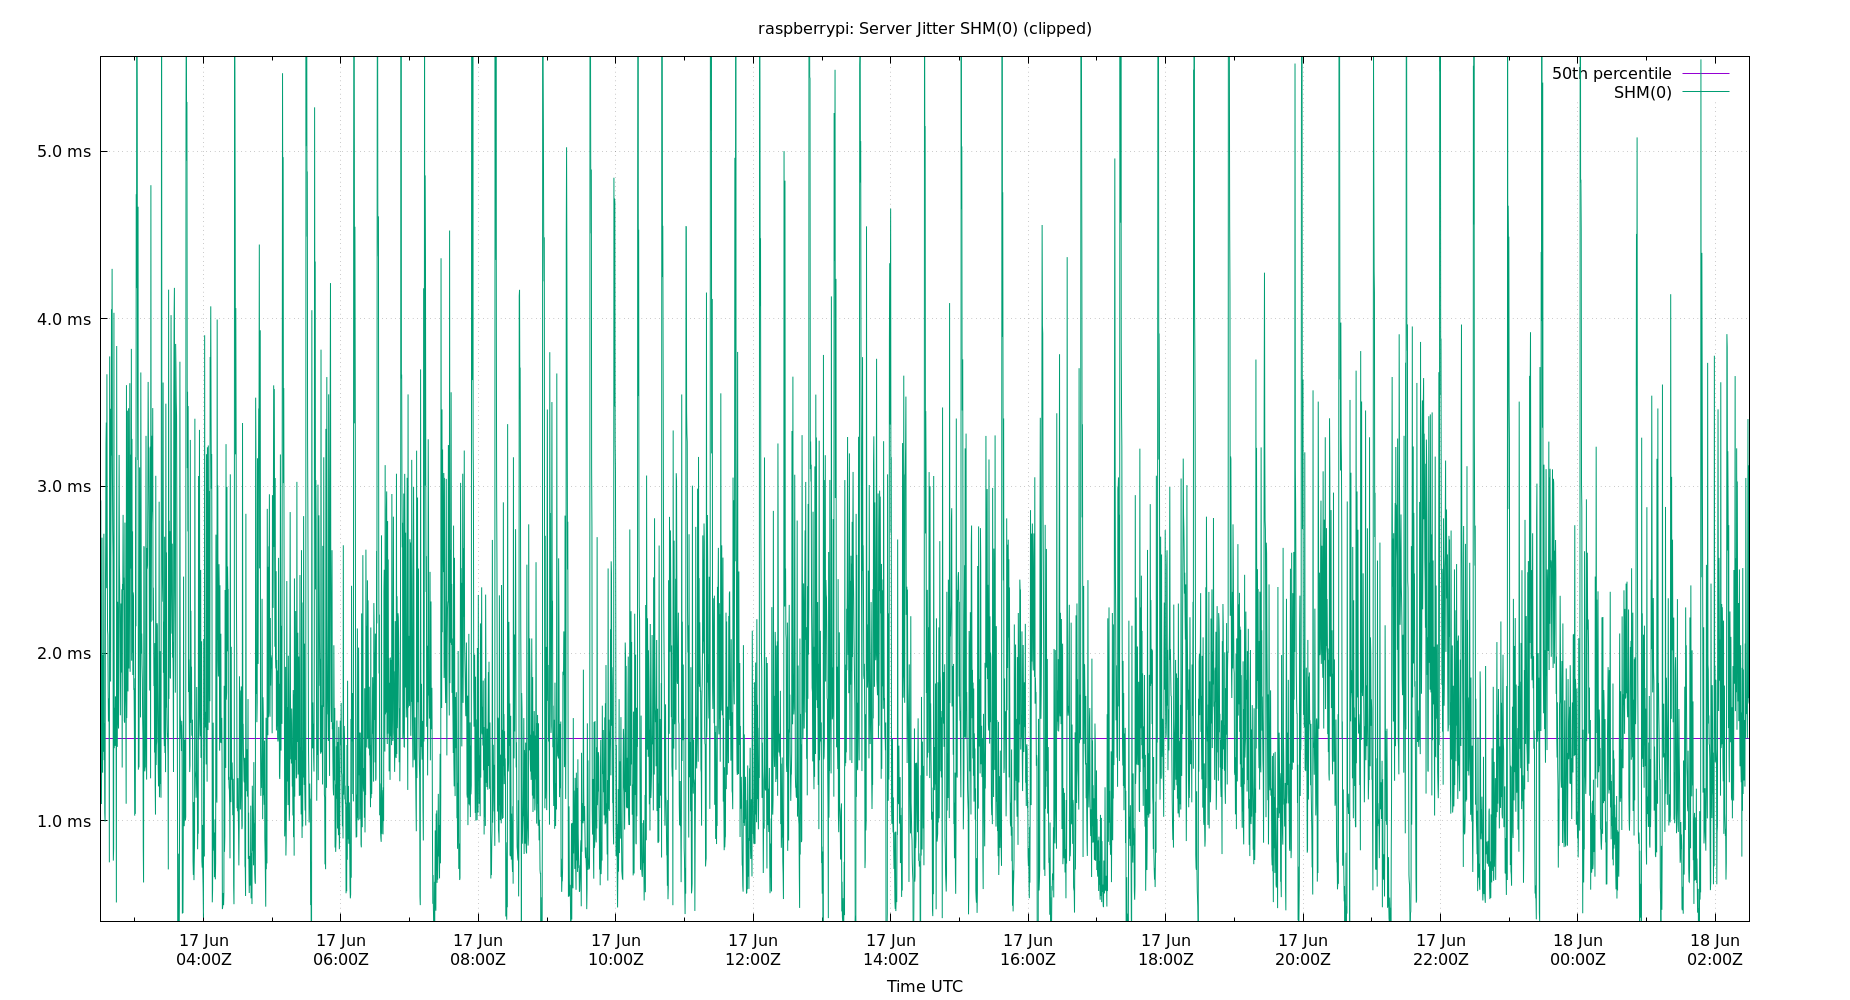 raspberrypi: Server Jitter SHM(0) (clipped)
50th percentile
SHM(0)
5.0 ms
4.0 ms
3.0 ms
2.0 ms
1.0 ms
17 Jun 17 Jun 17 Jun 17 Jun 17 Jun 17 Jun 17 Jun 17 Jun 17 Jun 17 Jun 18 Jun 18 Jun
04:00Z 06:00Z 08:00Z 10:00Z 12:00Z 14:00Z 16:00Z 18:00Z 20:00Z 22:00Z 00:00Z 02:00Z
Time UTC